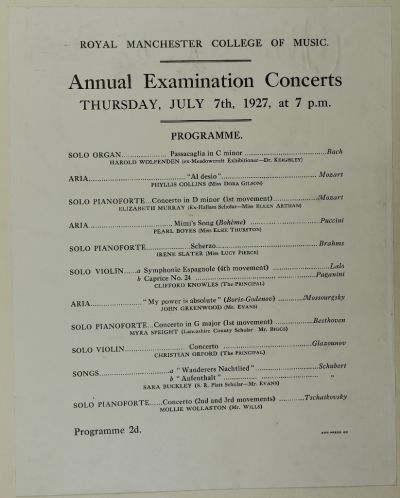 ROYAL MANCHESTER COLLEGE OF MUSIC.
Annual Examination Concerts
THURSDAY, JULY 7th, 1927, at 7 p.m.
PROGRAMME.
SOLO ORGAN................ Passacaglia in C minor ................................Bach
HAROLD WOLFENDEN (ex-Meadowcroft Exhibitioner—Dr. KEIGHLEY)
ARIA................................."Al desio"................................Mozart
PHYLLIS COLLINS (Miss DORA GILSON)
SOLO PIANOFORTE...Concerto in D minor (1st movement) ................Mozart
ELIZABETH MURRAY (Ex-Hallam Scholar—Miss ELLEN ARTHAN)
ARIA............................Mimi's Song (Bohème) ............................Puccini
PEARL BOYES (Miss ELSIE THURSTON)
SOLO PIANOFORTE....................Scherzo................................Brahms
IRENE SLATER (Miss LUCY PIERCE)
SOLO VIOLIN......a Symphonie Espagnole (4th movement) ................Lalo
b Caprice No. 24 ................................Paganini
CLIFFORD KNOWLES (The PRINCIPAL)
ARIA................"My power is absolute" (Boris-Godenov) ............Moussorgsky
JOHN GREENWOOD (Mr. EVANS)
SOLO PIANOFORTE...Concerto in G major (1st movement) ............Beethoven
MYRA SPEIGHT (Lancashire County Scholar—Mr. BIGGS)
SOLO VIOLIN.........................Concerto ............................Glazounov
CHRISTIAN ORFORD (The PRINCIPAL)
SONGS........................a "Wanderers Nachtlied" ........................Schubert
b "Aufenthalt" ................................ "
SARA BUCKLEY (S. R. Platt Scholar—Mr. EVANS)
SOLO PIANOFORTE......Concerto (2nd and 3rd movements) .........Tschaikovsky
MOLLIE WOLLASTON (Mr. WILLS)
Programme 2d.